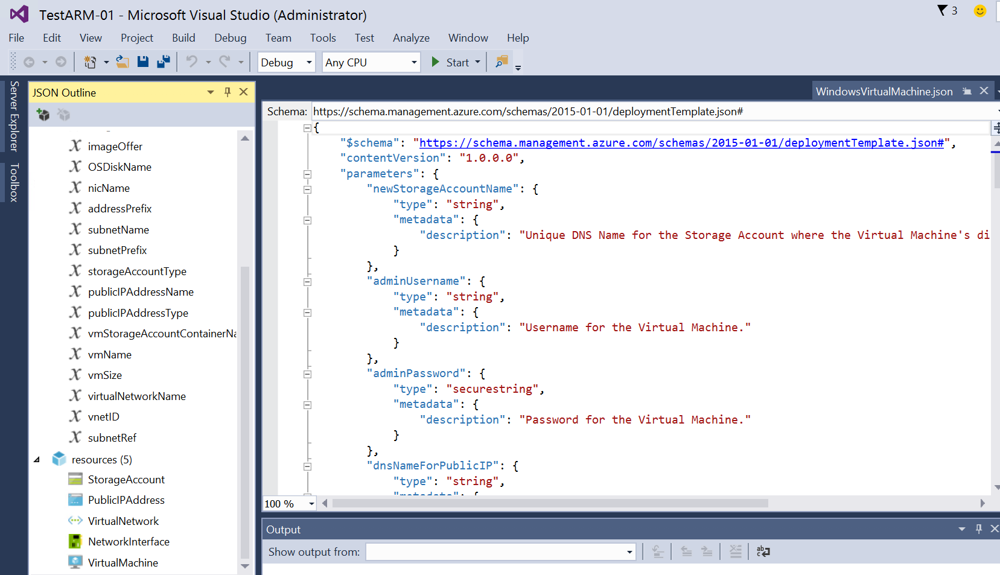 TestARM-01 - Microsoft Visual Studio (Administrator)
3
File Edit View Project Build Debug Team Tools Test Analyze Window Help
Debug Any CPU Start
Server Explorer
Toolbox
JSON Outline
imageOffer
OSDiskName
nicName
addressPrefix
subnetName
subnetPrefix
storageAccountType
publicIPAddressName
publicIPAddressType
vmStorageAccountContainerNa
vmName
vmSize
virtualNetworkName
vnetID
subnetRef
resources (5)
StorageAccount
PublicIPAddress
VirtualNetwork
NetworkInterface
VirtualMachine
WindowsVirtualMachine.json
Schema: https://schema.management.azure.com/schemas/2015-01-01/deploymentTemplate.json#
{
"$schema": "https://schema.management.azure.com/schemas/2015-01-01/deploymentTemplate.json#",
"contentVersion": "1.0.0.0",
"parameters": {
"newStorageAccountName": {
"type": "string",
"metadata": {
"description": "Unique DNS Name for the Storage Account where the Virtual Machine's di
}
},
"adminUsername": {
"type": "string",
"metadata": {
"description": "Username for the Virtual Machine."
}
},
"adminPassword": {
"type": "securestring",
"metadata": {
"description": "Password for the Virtual Machine."
}
},
"dnsNameForPublicIP": {
"type": "string",
"metadata": {
100 %
Output
Show output from: